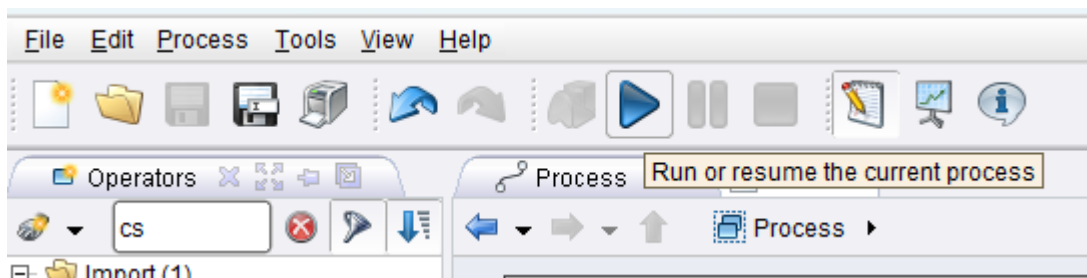 File Edit Process Tools View Help
Operators Process Run or resume the current process
cs Process
Import (1)